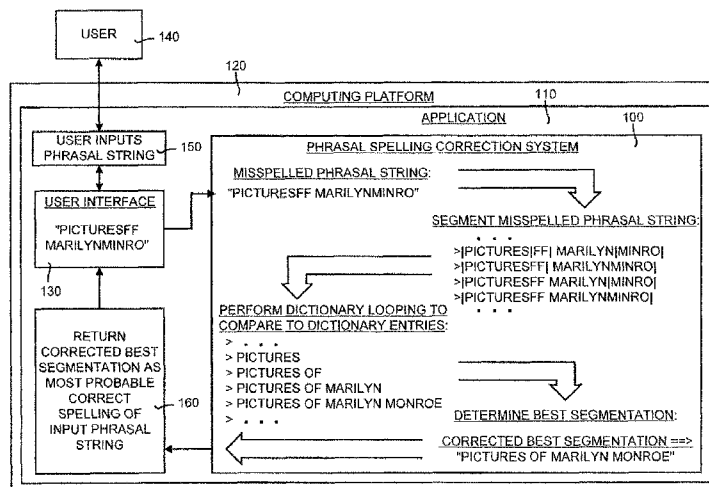 USER
140
120
COMPUTING PLATFORM
110
APPLICATION
100
USER INPUTS
PHRASAL STRING
150
PHRASAL SPELLING CORRECTION SYSTEM
MISSPELLED PHRASAL STRING:
"PICTURESFF MARILYNMINRO"
USER INTERFACE
"PICTURESFF
MARILYNMINRO"
130
SEGMENT MISSPELLED PHRASAL STRING:
. . .
>|PICTURES|FF| MARILYN|MINRO|
>|PICTURESFF| MARILYNMINRO|
>|PICTURESFF MARILYN|MINRO|
>|PICTURESFF MARILYNMINRO|
. . .
PERFORM DICTIONARY LOOPING TO
COMPARE TO DICTIONARY ENTRIES:
> . . .
> PICTURES
> PICTURES OF
> PICTURES OF MARILYN
> PICTURES OF MARILYN MONROE
> . . .
RETURN
CORRECTED BEST
SEGMENTATION AS
MOST PROBABLE
CORRECT
SPELLING OF
INPUT PHRASAL
STRING
160
DETERMINE BEST SEGMENTATION:
CORRECTED BEST SEGMENTATION ==>
"PICTURES OF MARILYN MONROE"